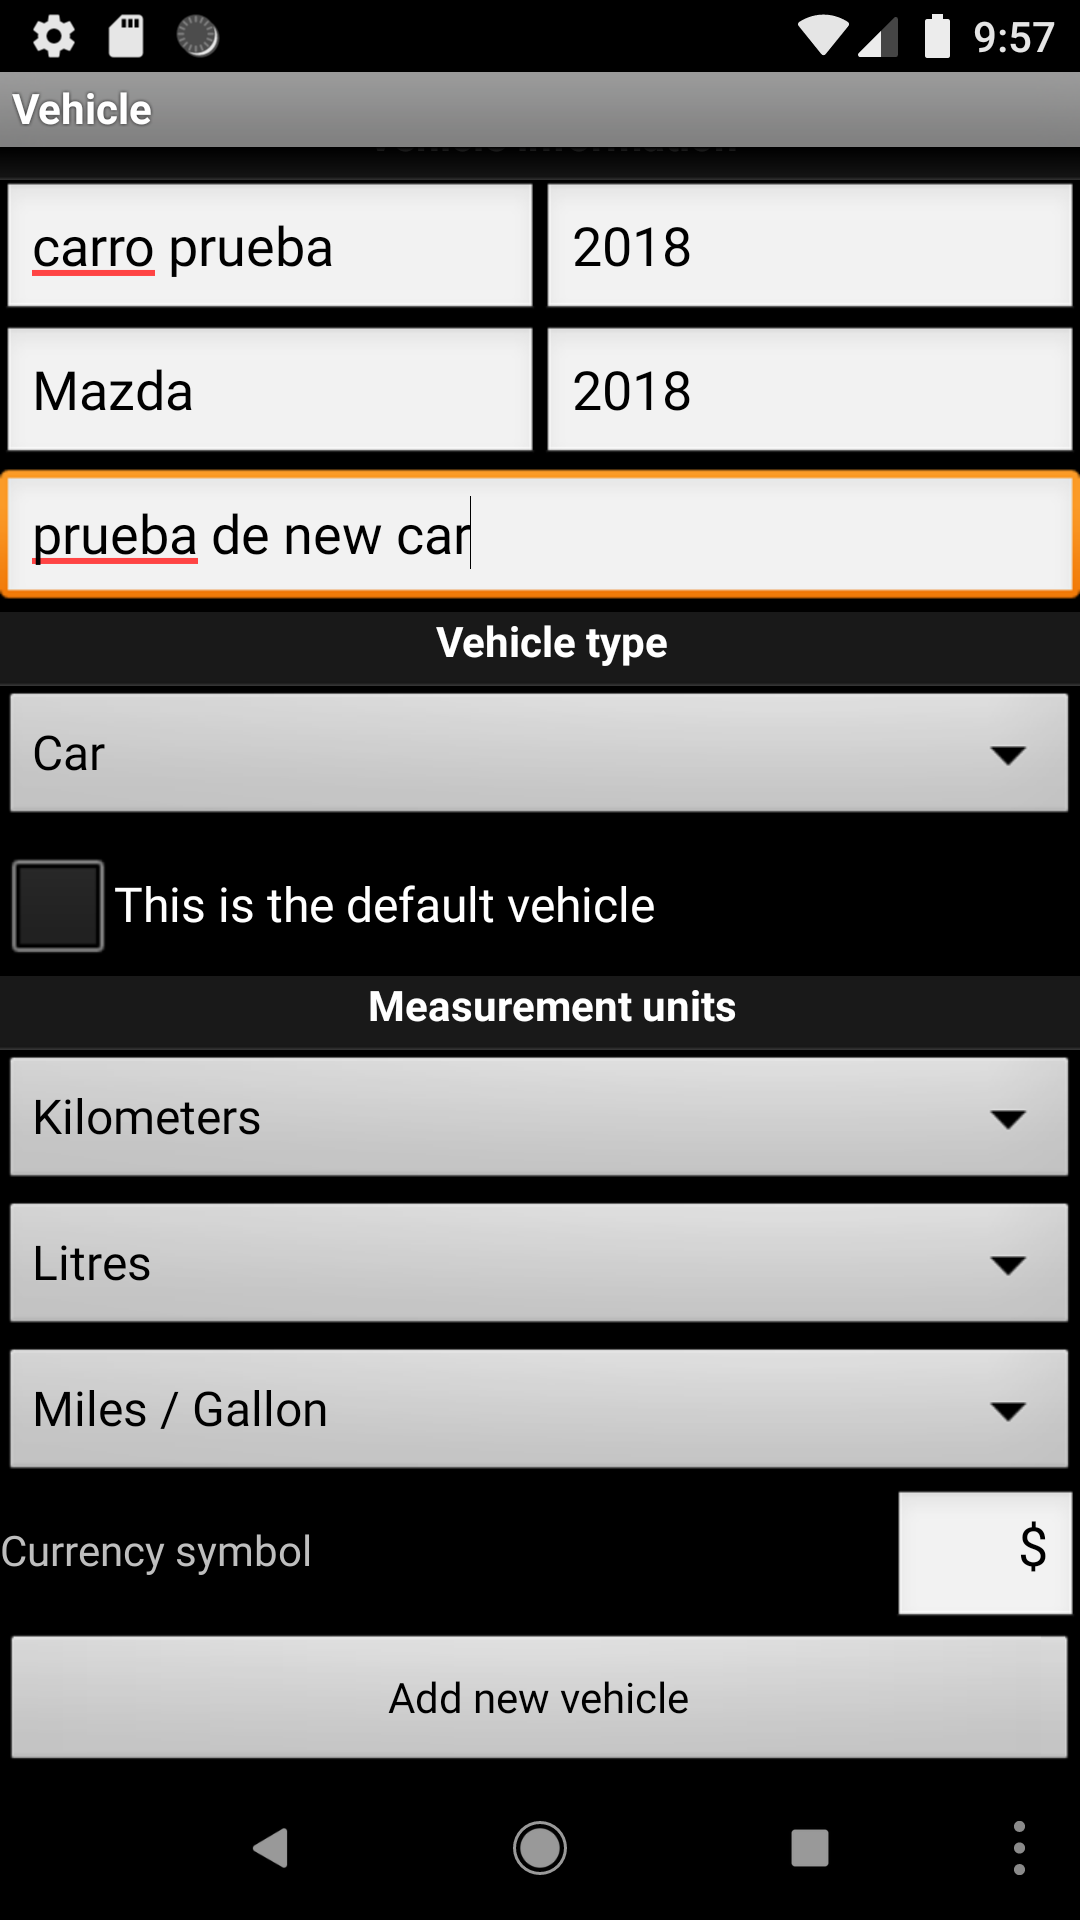 9:57
Vehicle
carro prueba
2018
Mazda
2018
prueba de new car
Vehicle type
Car
This is the default vehicle
Measurement units
Kilometers
Litres
Miles / Gallon
Currency symbol
$
Add new vehicle